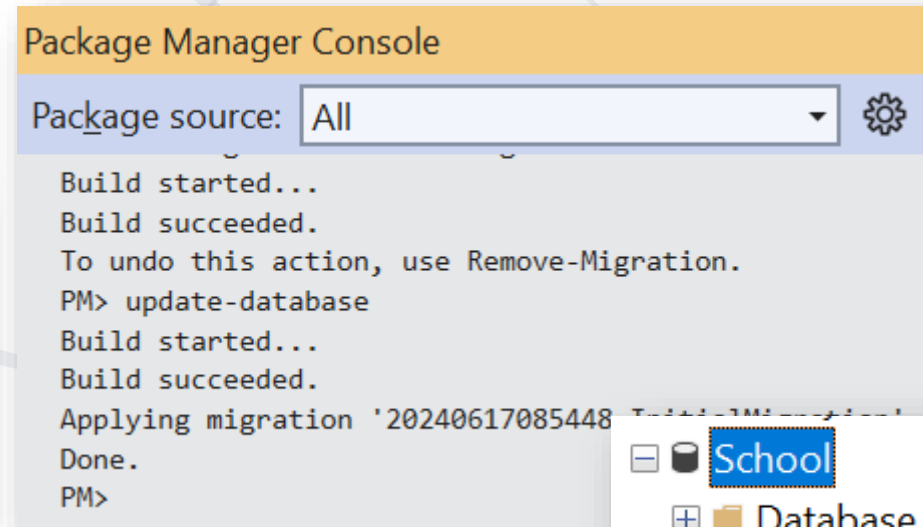 Package Manager Console
Package source: All
Build started...
Build succeeded.
To undo this action, use Remove-Migration.
PM> update-database
Build started...
Build succeeded.
Applying migration '20240617085448_InitialMigration'
Done.
PM>
School
Database